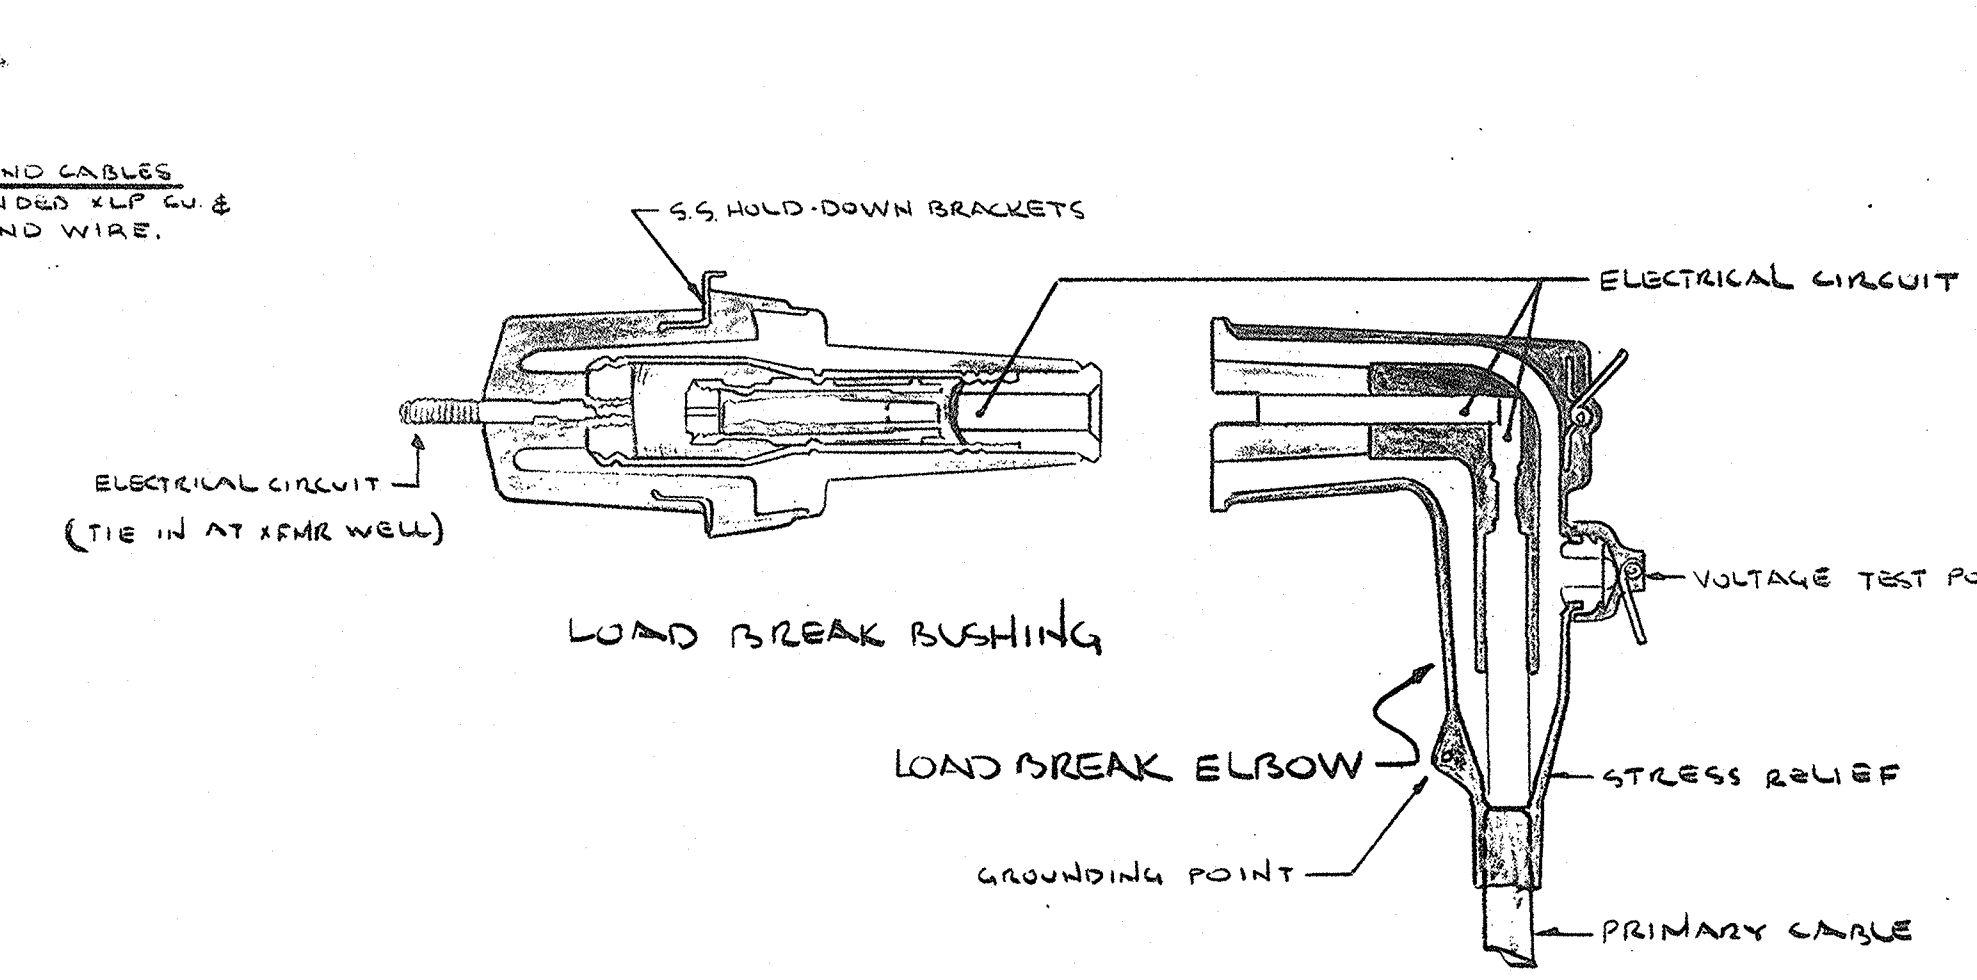 ND CABLES
NDED XLP CU. &
ND WIRE.
S.S. HOLD-DOWN BRACKETS
ELECTRICAL CIRCUIT
ELECTRICAL CIRCUIT
(TIE IN AT XFMR WELL)
VOLTAGE TEST PO
LOAD BREAK BUSHING
LOAD BREAK ELBOW
STRESS RELIEF
GROUNDING POINT
PRIMARY CABLE